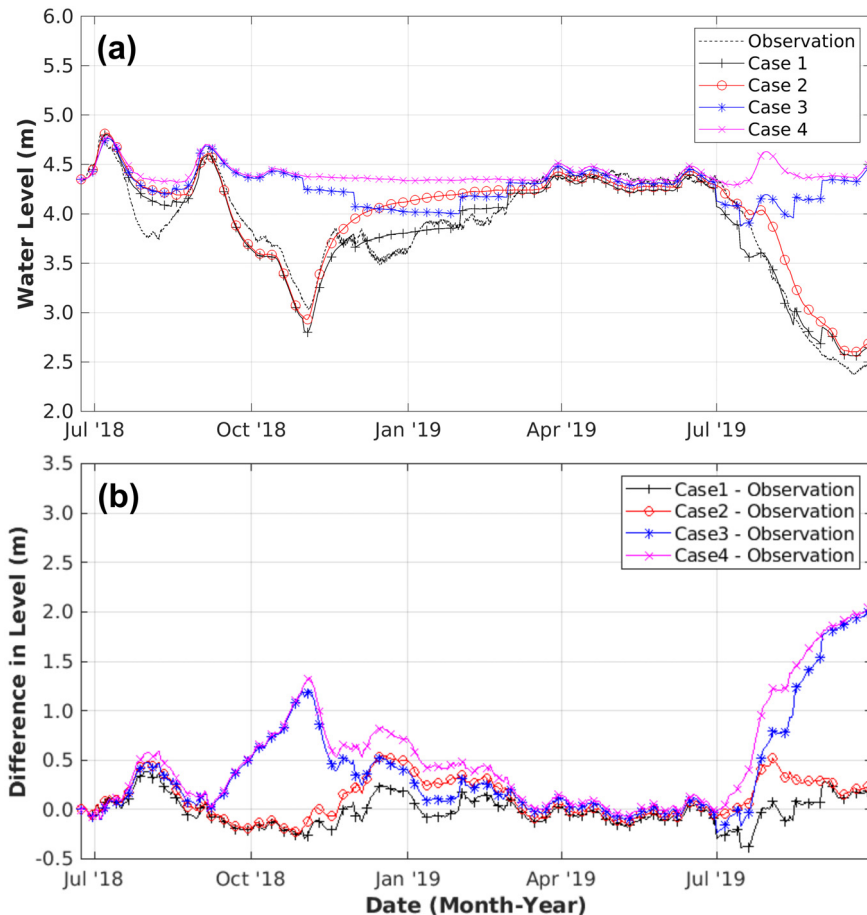 (a)
Observation
Case 1
Case 2
Case 3
Case 4
Water Level (m)
6.0
5.5
5.0
4.5
4.0
3.5
3.0
2.5
2.0
Jul '18
Oct '18
Jan '19
Apr '19
Jul '19
(b)
Case1 - Observation
Case2 - Observation
Case3 - Observation
Case4 - Observation
Difference in Level (m)
3.5
3.0
2.5
2.0
1.5
1.0
0.5
0.0
-0.5
Jul '18
Oct '18
Jan '19
Apr '19
Jul '19
Date (Month-Year)